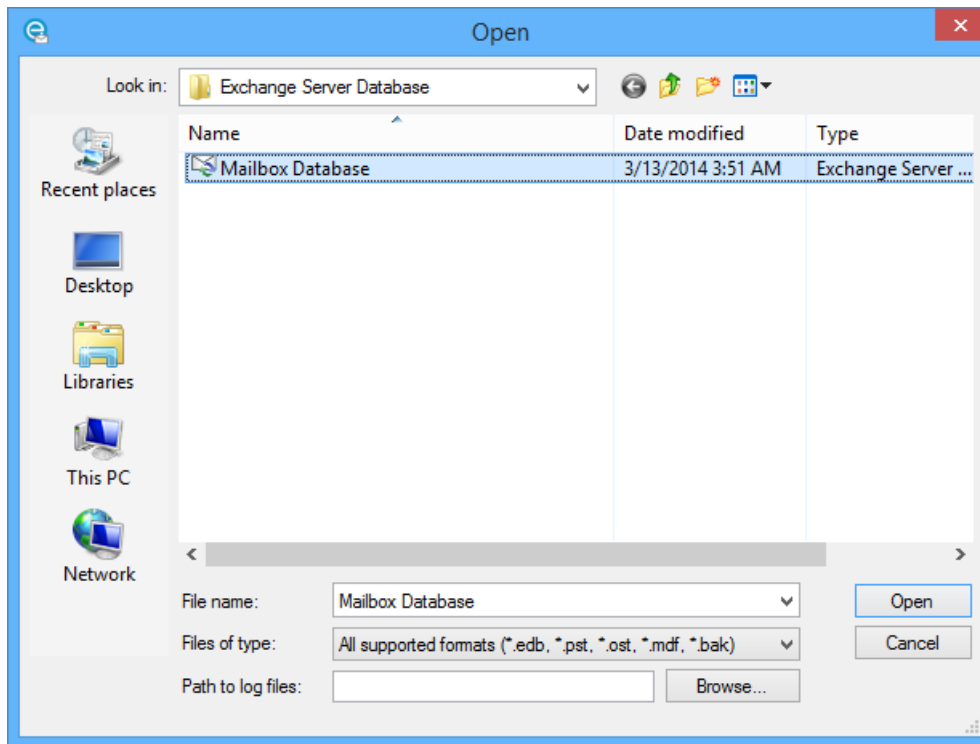 Open
Look in: Exchange Server Database
Name Date modified Type
Mailbox Database 3/13/2014 3:51 AM Exchange Server ...
Recent places
Desktop
Libraries
This PC
Network
File name: Mailbox Database Open
Files of type: All supported formats (*.edb, *.pst, *.ost, *.mdf, *.bak) Cancel
Path to log files: Browse...